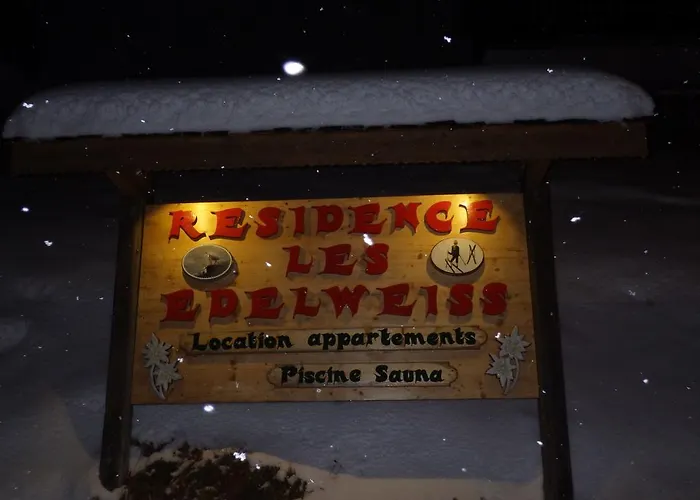 RESIDENCE
LES
EDELWEISS
Location appartements
Piscine Sauna